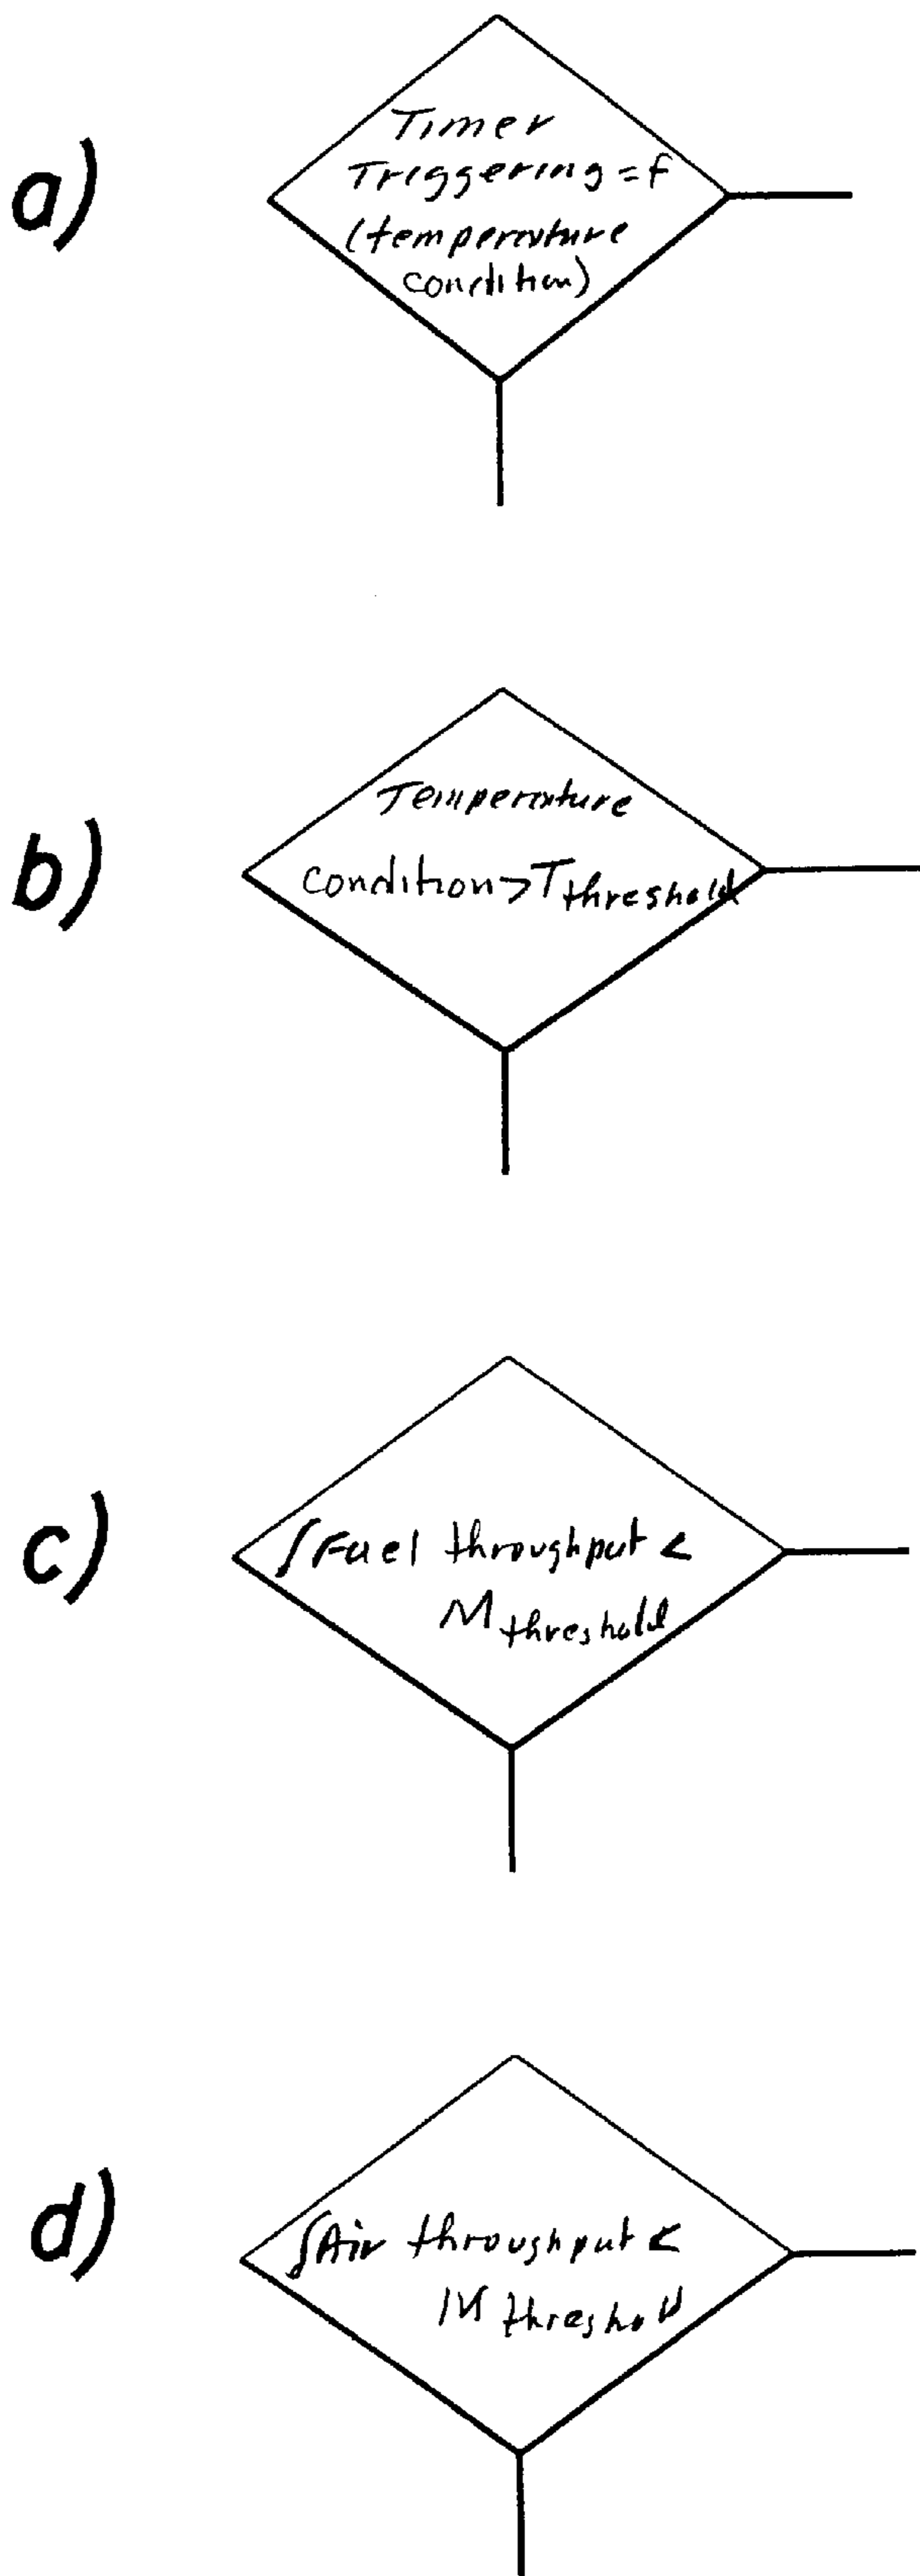 a)
Timer
Triggering = f
(temperature
condition)
b)
Temperature
condition > T threshold
c)
∫Fuel throughput <
M threshold
d)
∫Air throughput <
M threshold